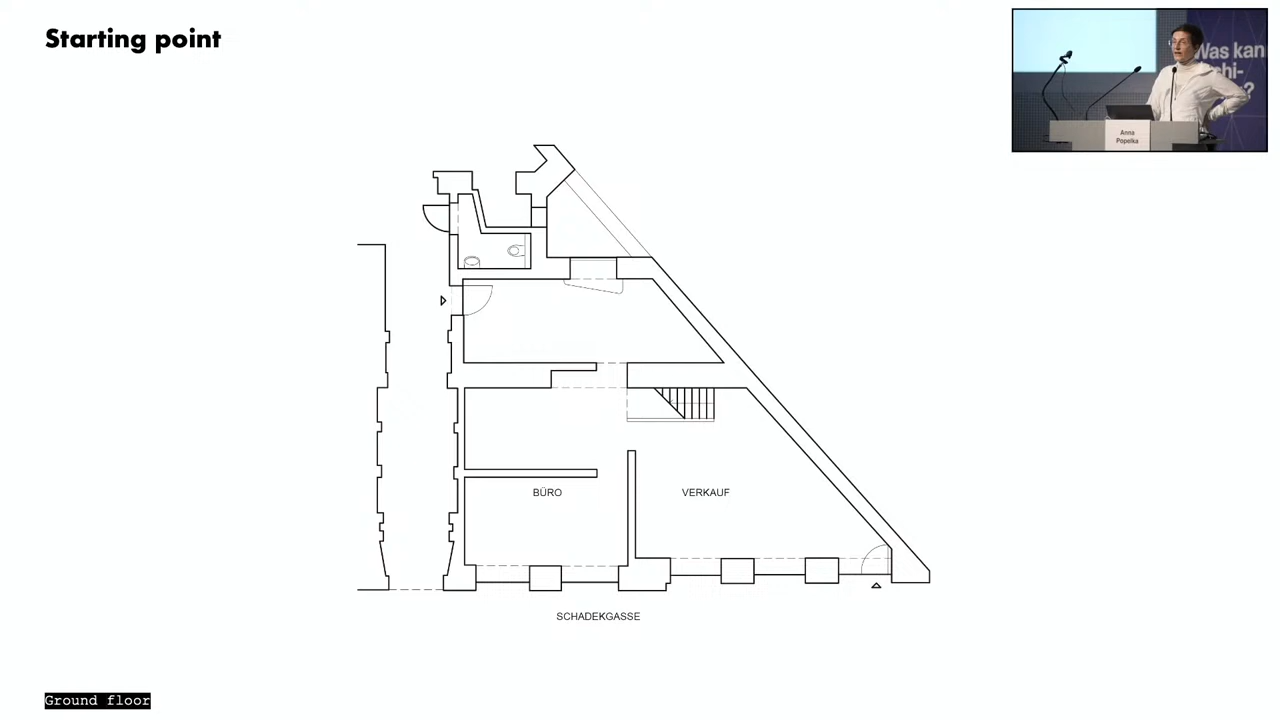 Starting point
Was kann
Anna
Popelka
BÜRO
VERKAUF
SCHADEKGASSE
Ground floor